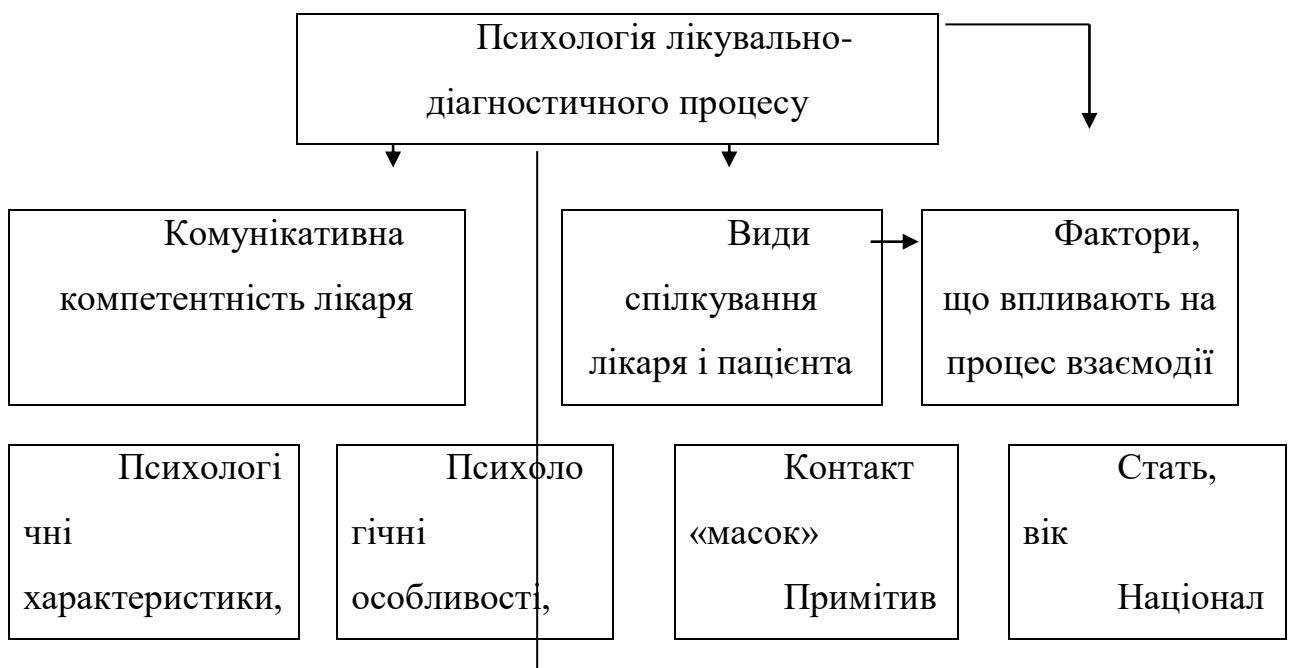 Психологія лікувально-
діагностичного процесу
Комунікативна
компетентність лікаря
Види
спілкування
лікаря і пацієнта
Фактори,
що впливають на
процес взаємодії
Психологі
чні
характеристики,
Психоло
гічні
особливості,
Контакт
«масок»
Примітив
Стать,
вік
Націонал